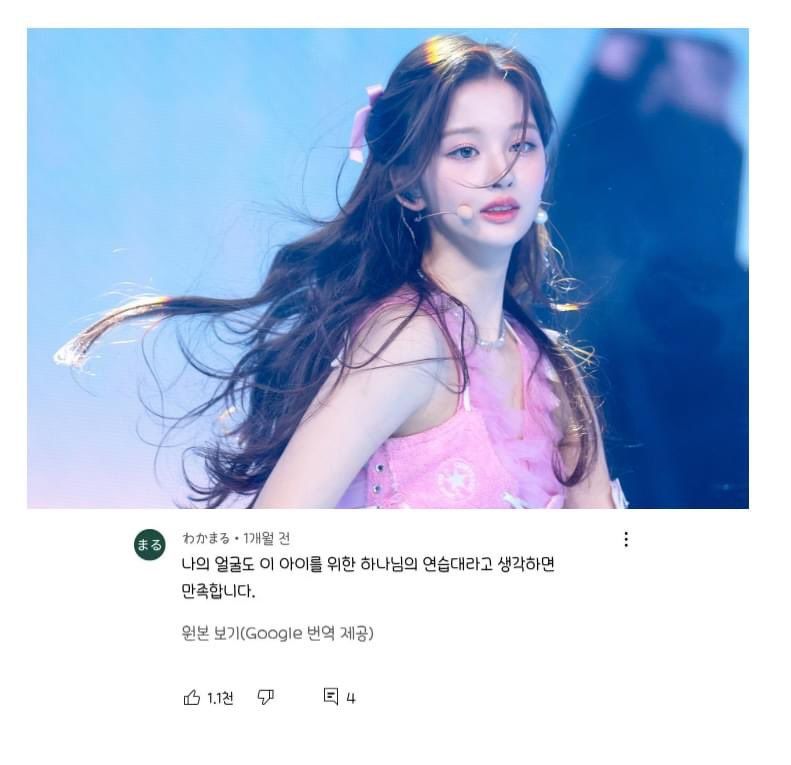 まる
わかまる • 1개월 전
나의 얼굴도 이 아이를 위한 하나님의 연습대라고 생각하면
만족합니다.
원본 보기(Google 번역 제공)
1.1천
4